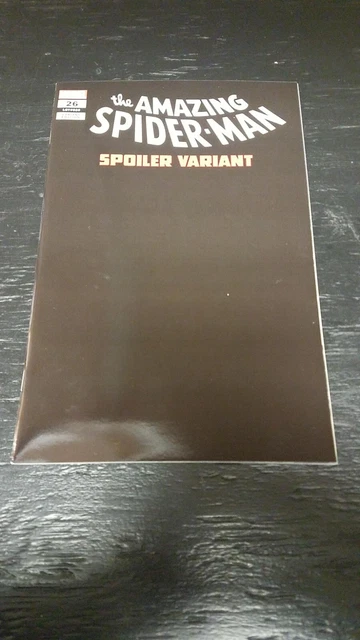 26
the AMAZING
SPIDER-MAN
SPOILER VARIANT